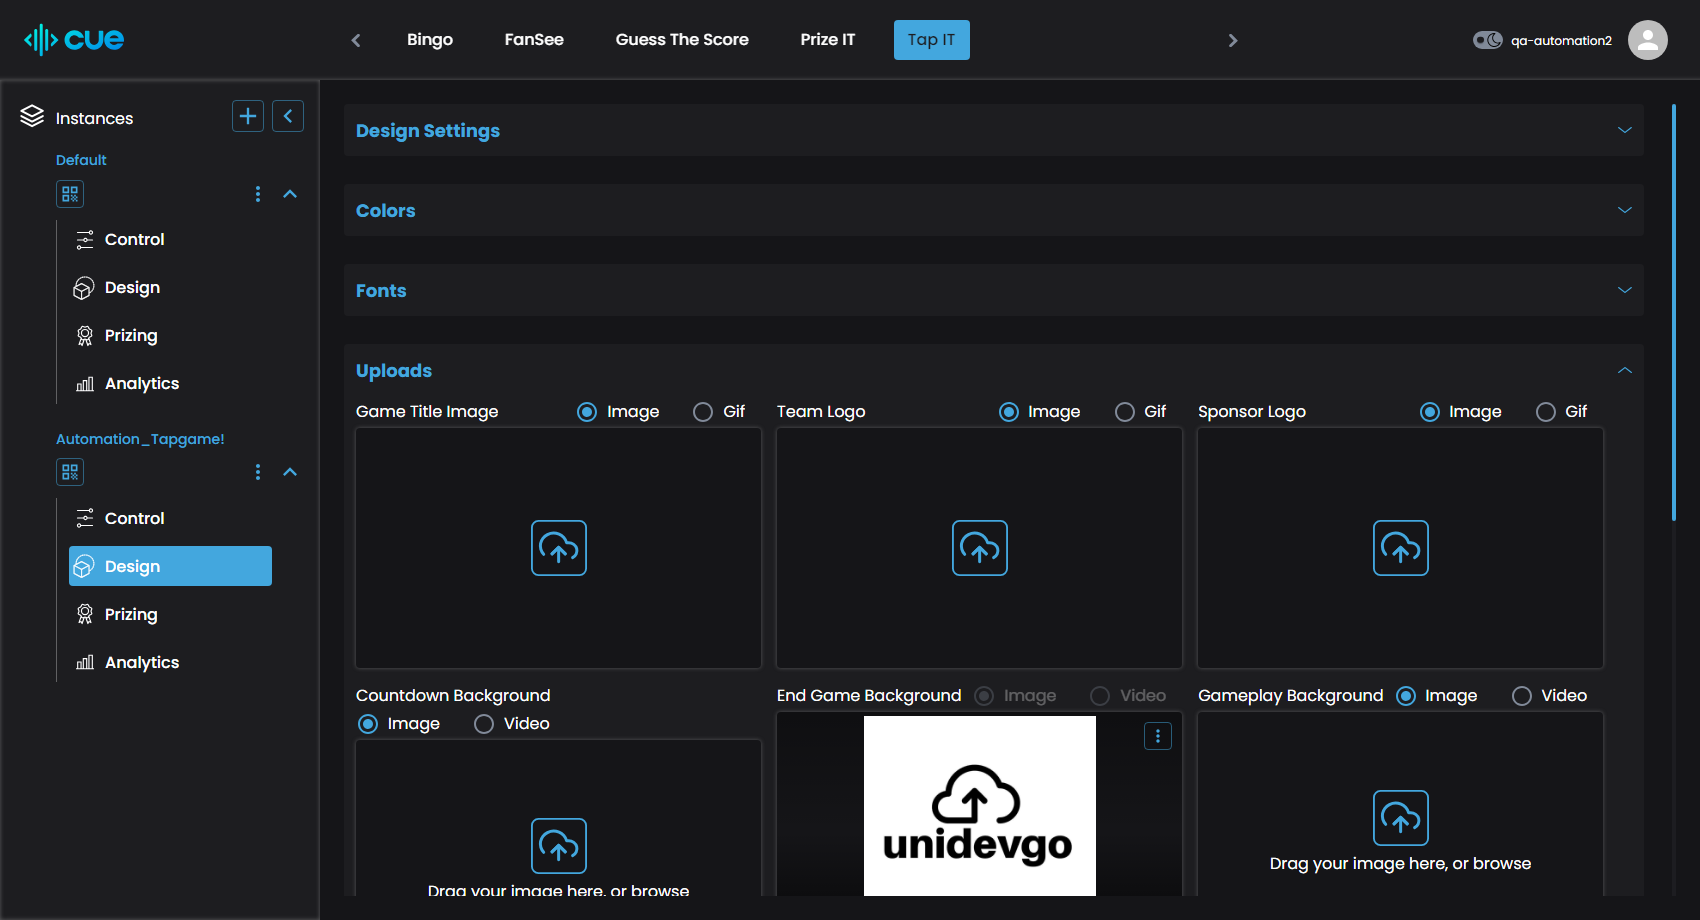 cue
Bingo
FanSee
Guess The Score
Prize IT
Tap IT
qa-automation2
Instances
Default
Control
Design
Prizing
Analytics
Automation_Tapgame!
Control
Design
Prizing
Analytics
Design Settings
Colors
Fonts
Uploads
Game Title Image
Image
Gif
Team Logo
Image
Gif
Sponsor Logo
Image
Gif
Countdown Background
Image
Video
Drag your image here, or browse
End Game Background
Image
Video
unidevgo
Gameplay Background
Image
Video
Drag your image here, or browse